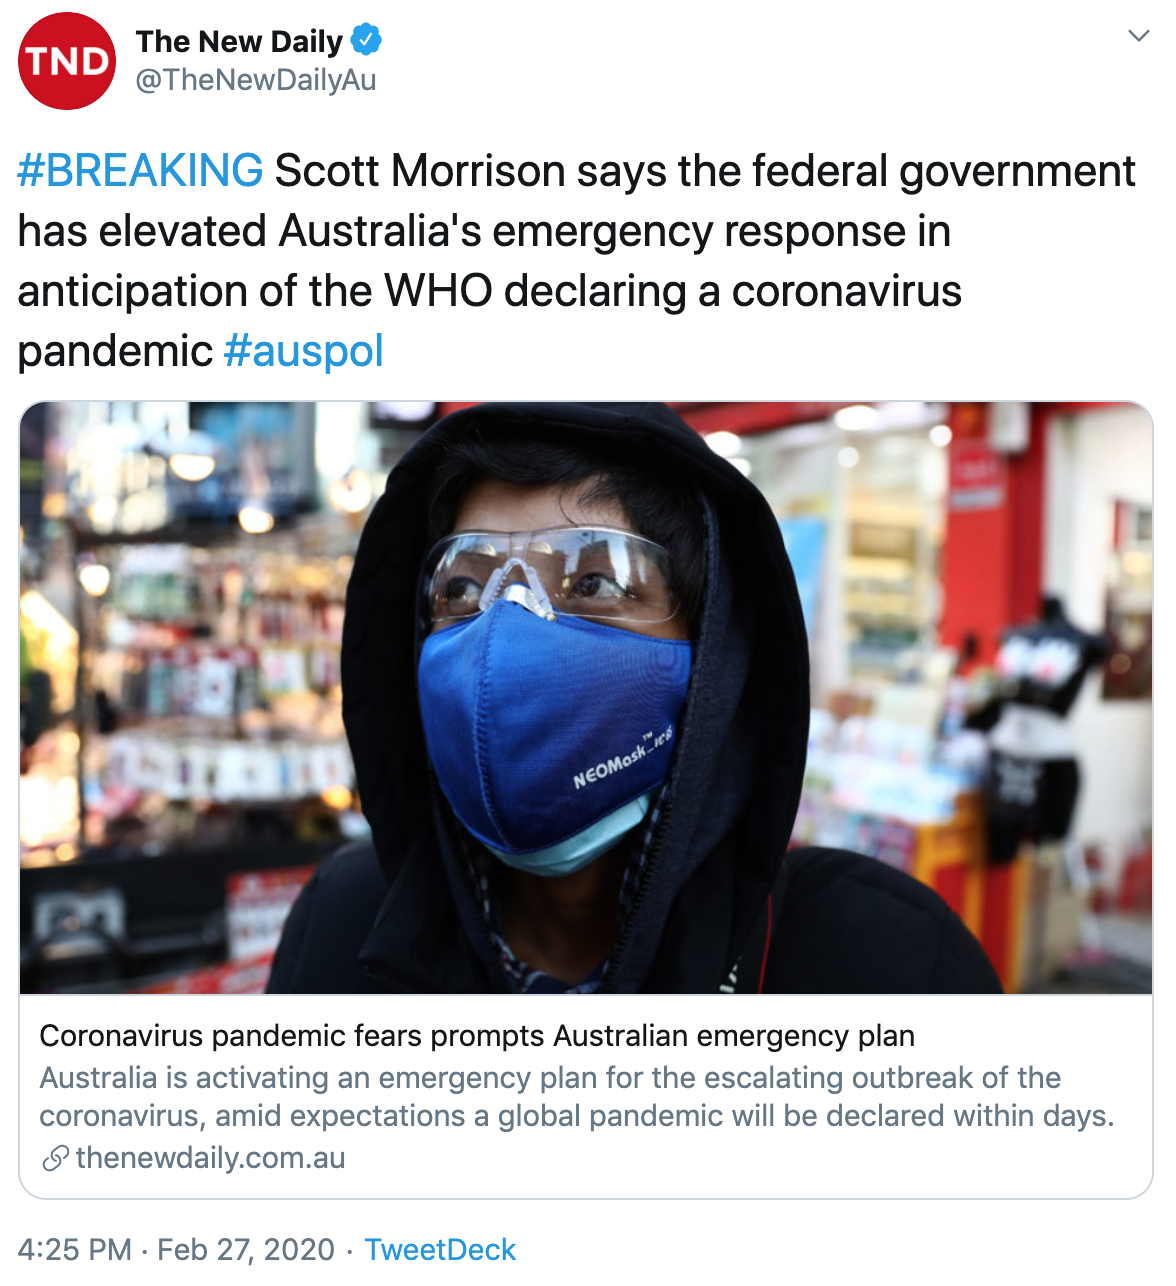 TND
The New Daily
@TheNewDailyAu
#BREAKING Scott Morrison says the federal government
has elevated Australia's emergency response in
anticipation of the WHO declaring a coronavirus
pandemic #auspol
NEOMask™_ICE
Coronavirus pandemic fears prompts Australian emergency plan
Australia is activating an emergency plan for the escalating outbreak of the
coronavirus, amid expectations a global pandemic will be declared within days.
thenewdaily.com.au
4:25 PM · Feb 27, 2020 · TweetDeck